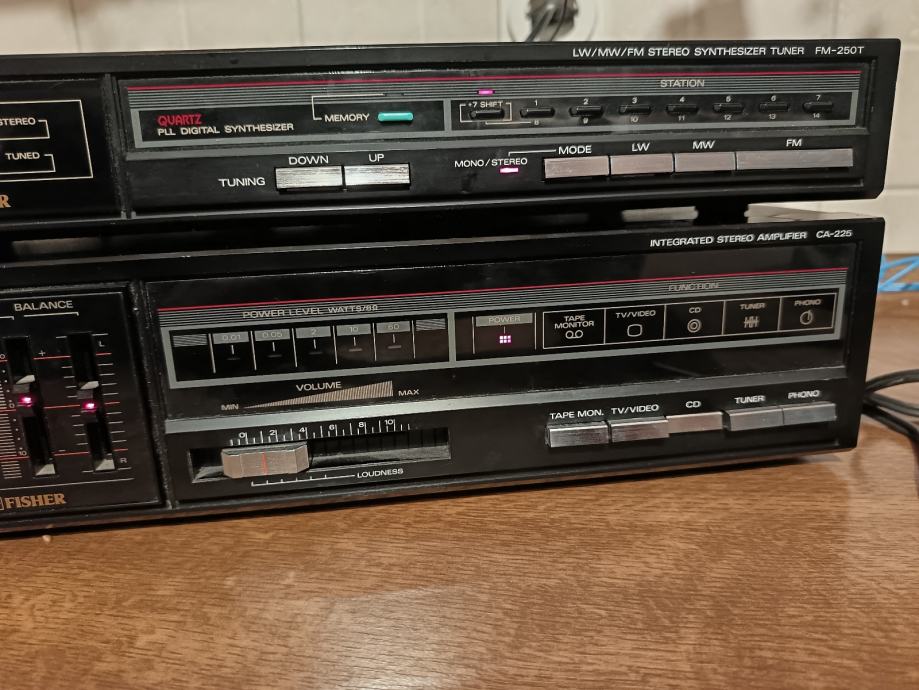 LW/MW/FM STEREO SYNTHESIZER TUNER FM-250T
STATION
STEREO
TUNED
QUARTZ
PLL DIGITAL SYNTHESIZER
MEMORY
+7 SHIFT
1 2 3 4 5 6 7
8 9 10 11 12 13 14
DOWN UP
TUNING
MONO/STEREO
MODE LW MW FM
R
INTEGRATED STEREO AMPLIFIER CA-225
FUNCTION
BALANCE
L
R
POWER LEVEL WATTS/8Ω
0.01 0.05 2 10 60
POWER
TAPE MONITOR
TV/VIDEO
CD
TUNER
PHONO
VOLUME
MIN MAX
0 2 4 6 8 10
LOUDNESS
TAPE MON. TV/VIDEO CD TUNER PHONO
FISHER